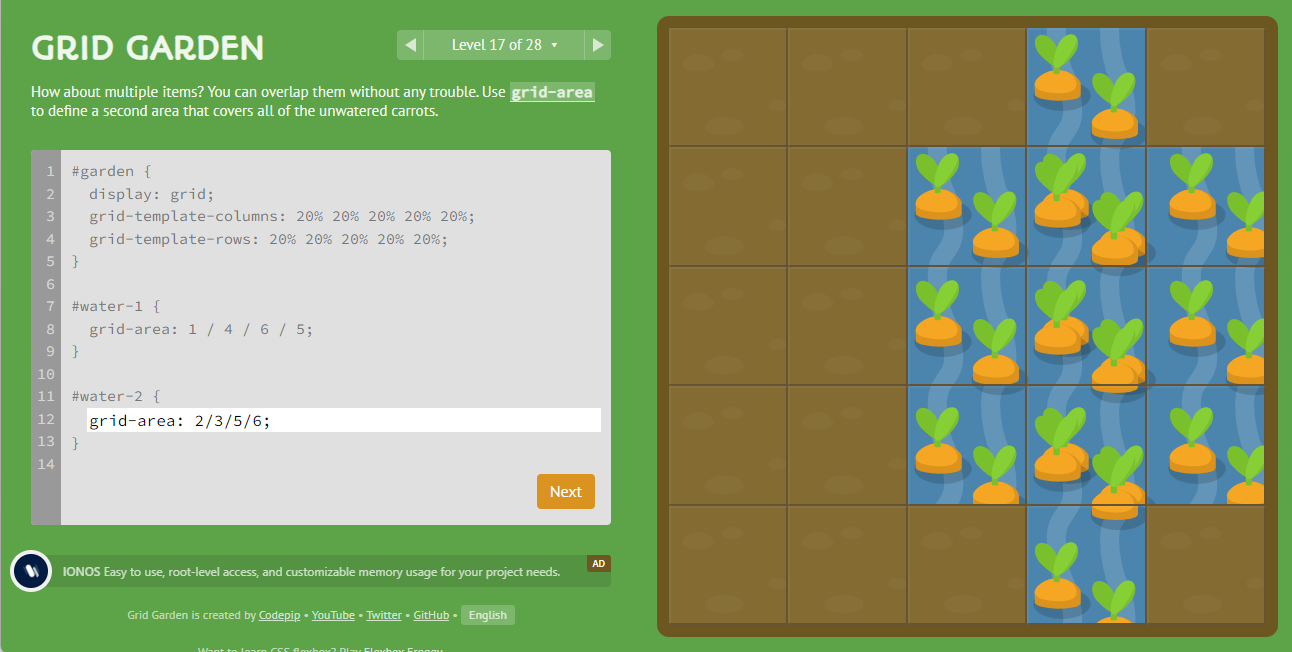 GRID GARDEN
◀ Level 17 of 28 ▾ ▶
How about multiple items? You can overlap them without any trouble. Use grid-area
to define a second area that covers all of the unwatered carrots.
1 #garden {
2 display: grid;
3 grid-template-columns: 20% 20% 20% 20% 20%;
4 grid-template-rows: 20% 20% 20% 20% 20%;
5 }
6
7 #water-1 {
8 grid-area: 1 / 4 / 6 / 5;
9 }
10
11 #water-2 {
12 grid-area: 2/3/5/6;
13 }
14
Next
AD
IONOS Easy to use, root-level access, and customizable memory usage for your project needs.
Grid Garden is created by Codepip • YouTube • Twitter • GitHub • English
Want to learn CSS flexbox? Play Flexbox Froggy.